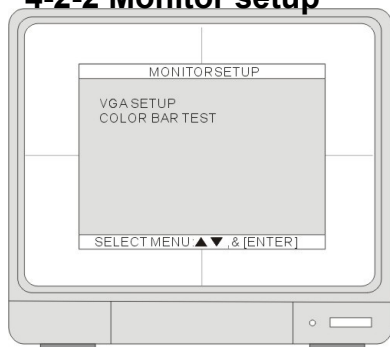 4-2-2 Monitor setup
MONITORSETUP
VGA SETUP
COLOR BAR TEST
SELECT MENU:▲▼,& [ENTER]